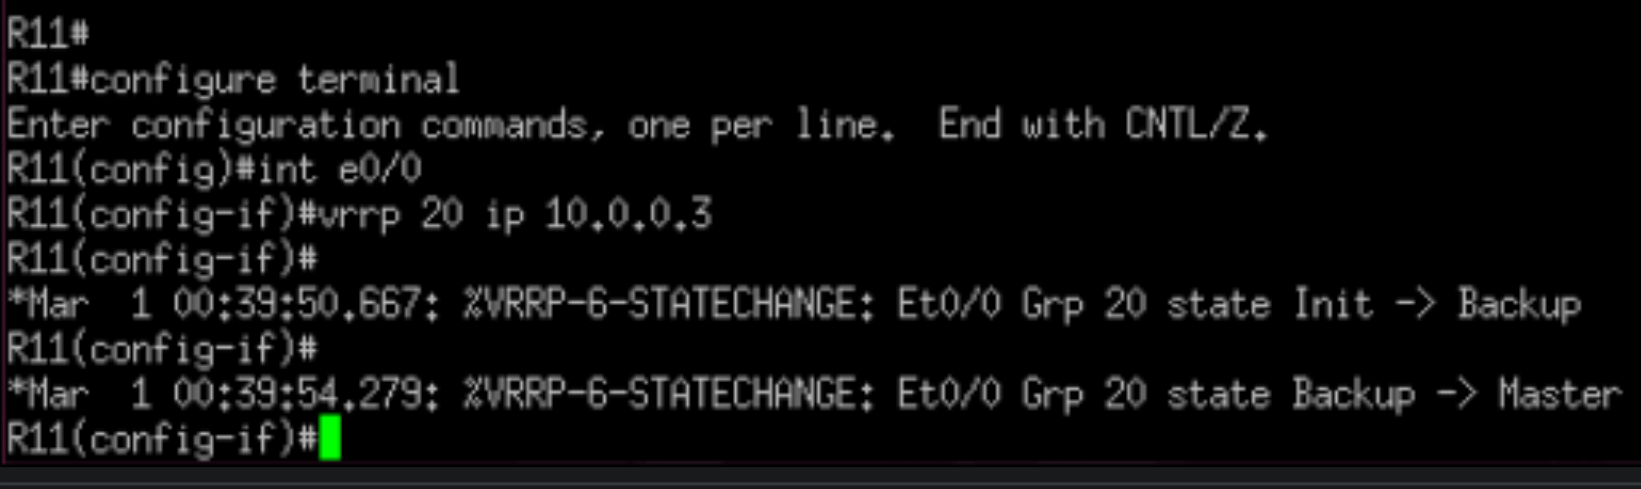 R11#
R11#configure terminal
Enter configuration commands, one per line.  End with CNTL/Z.
R11(config)#int e0/0
R11(config-if)#vrrp 20 ip 10.0.0.3
R11(config-if)#
*Mar  1 00:39:50.667: %VRRP-6-STATECHANGE: Et0/0 Grp 20 state Init -> Backup
R11(config-if)#
*Mar  1 00:39:54.279: %VRRP-6-STATECHANGE: Et0/0 Grp 20 state Backup -> Master
R11(config-if)#